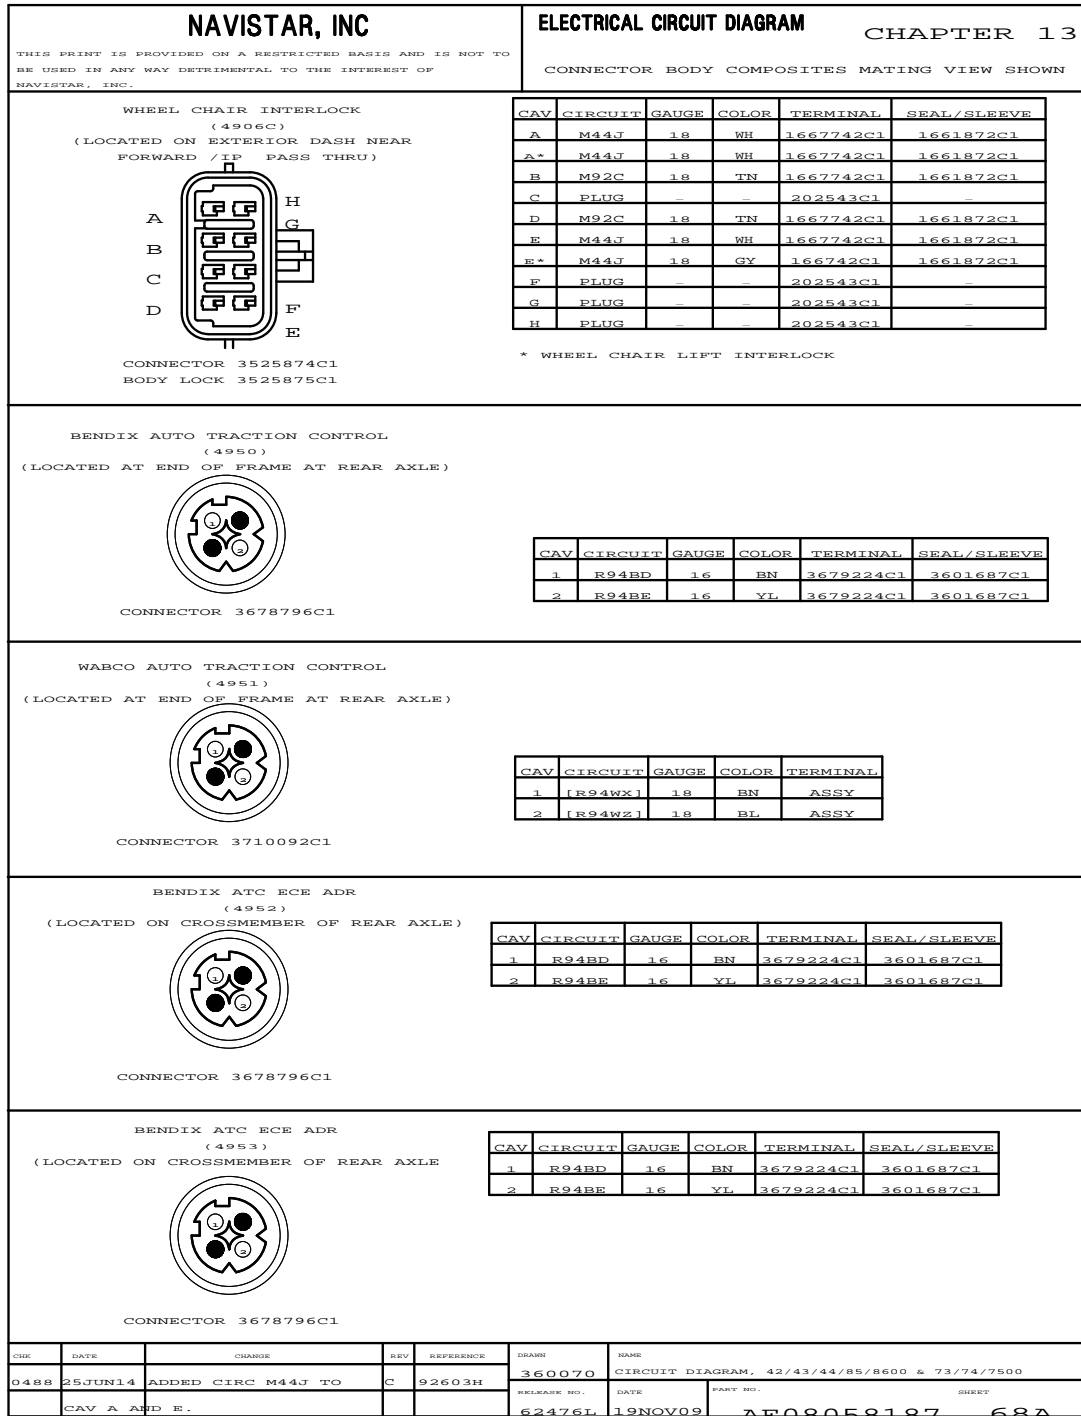 NAVISTAR, INC
THIS PRINT IS PROVIDED ON A RESTRICTED BASIS AND IS NOT TO
BE USED IN ANY WAY DETRIMENTAL TO THE INTEREST OF
NAVISTAR, INC.
ELECTRICAL CIRCUIT DIAGRAM CHAPTER 13
CONNECTOR BODY COMPOSITES MATING VIEW SHOWN
WHEEL CHAIR INTERLOCK
(4906C)
(LOCATED ON EXTERIOR DASH NEAR
FORWARD /IP PASS THRU)
A
B
C
D
H
G
F
E
CONNECTOR 3525874C1
BODY LOCK 3525875C1
CAV CIRCUIT GAUGE COLOR TERMINAL SEAL/SLEEVE
A M44J 18 WH 1667742C1 1661872C1
A* M44J 18 WH 1667742C1 1661872C1
B M92C 18 TN 1667742C1 1661872C1
C PLUG – – 202543C1 –
D M92C 18 TN 1667742C1 1661872C1
E M44J 18 WH 1667742C1 1661872C1
E* M44J 18 GY 166742C1 1661872C1
F PLUG – – 202543C1 –
G PLUG – – 202543C1 –
H PLUG – – 202543C1 –
* WHEEL CHAIR LIFT INTERLOCK
BENDIX AUTO TRACTION CONTROL
(4950)
(LOCATED AT END OF FRAME AT REAR AXLE)
1
2
CONNECTOR 3678796C1
CAV CIRCUIT GAUGE COLOR TERMINAL SEAL/SLEEVE
1 R94BD 16 BN 3679224C1 3601687C1
2 R94BE 16 YL 3679224C1 3601687C1
WABCO AUTO TRACTION CONTROL
(4951)
(LOCATED AT END OF FRAME AT REAR AXLE)
1
2
CONNECTOR 3710092C1
CAV CIRCUIT GAUGE COLOR TERMINAL
1 [R94WX] 18 BN ASSY
2 [R94WZ] 18 BL ASSY
BENDIX ATC ECE ADR
(4952)
(LOCATED ON CROSSMEMBER OF REAR AXLE)
1
2
CONNECTOR 3678796C1
CAV CIRCUIT GAUGE COLOR TERMINAL SEAL/SLEEVE
1 R94BD 16 BN 3679224C1 3601687C1
2 R94BE 16 YL 3679224C1 3601687C1
BENDIX ATC ECE ADR
(4953)
(LOCATED ON CROSSMEMBER OF REAR AXLE
1
2
CONNECTOR 3678796C1
CAV CIRCUIT GAUGE COLOR TERMINAL SEAL/SLEEVE
1 R94BD 16 BN 3679224C1 3601687C1
2 R94BE 16 YL 3679224C1 3601687C1
CHK DATE CHANGE REV REFERENCE
0488 25JUN14 ADDED CIRC M44J TO C 92603H
CAV A AND E.
DRAWN NAME
360070 CIRCUIT DIAGRAM, 42/43/44/85/8600 & 73/74/7500
RELEASE NO. DATE PART NO. SHEET
62476L 19NOV09 AF08058187 68A